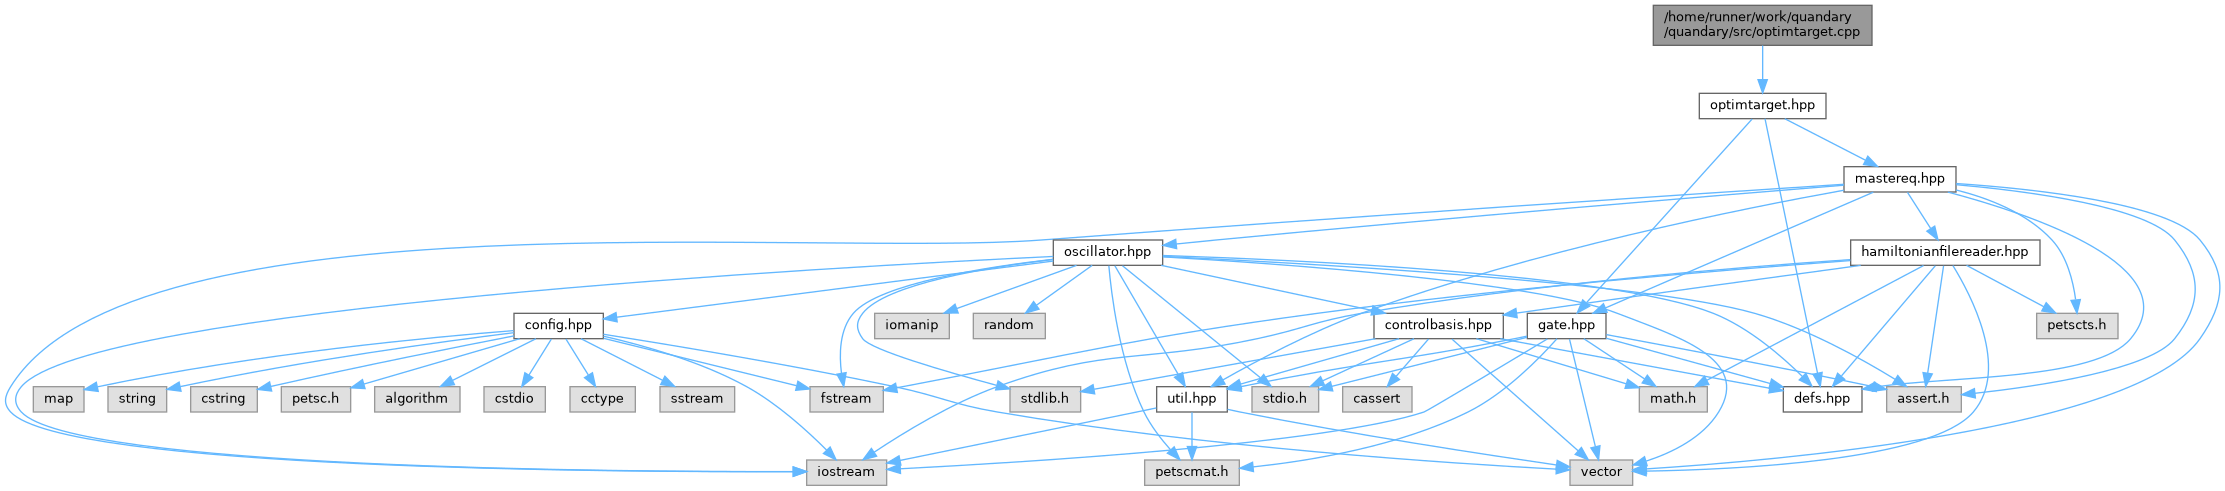 /home/runner/work/quandary
/quandary/src/optimtarget.cpp
optimtarget.hpp
mastereq.hpp
oscillator.hpp
hamiltonianfilereader.hpp
config.hpp
iomanip
random
controlbasis.hpp
gate.hpp
petscts.h
map
string
cstring
petsc.h
algorithm
cstdio
cctype
sstream
fstream
stdlib.h
util.hpp
stdio.h
cassert
math.h
defs.hpp
assert.h
iostream
petscmat.h
vector